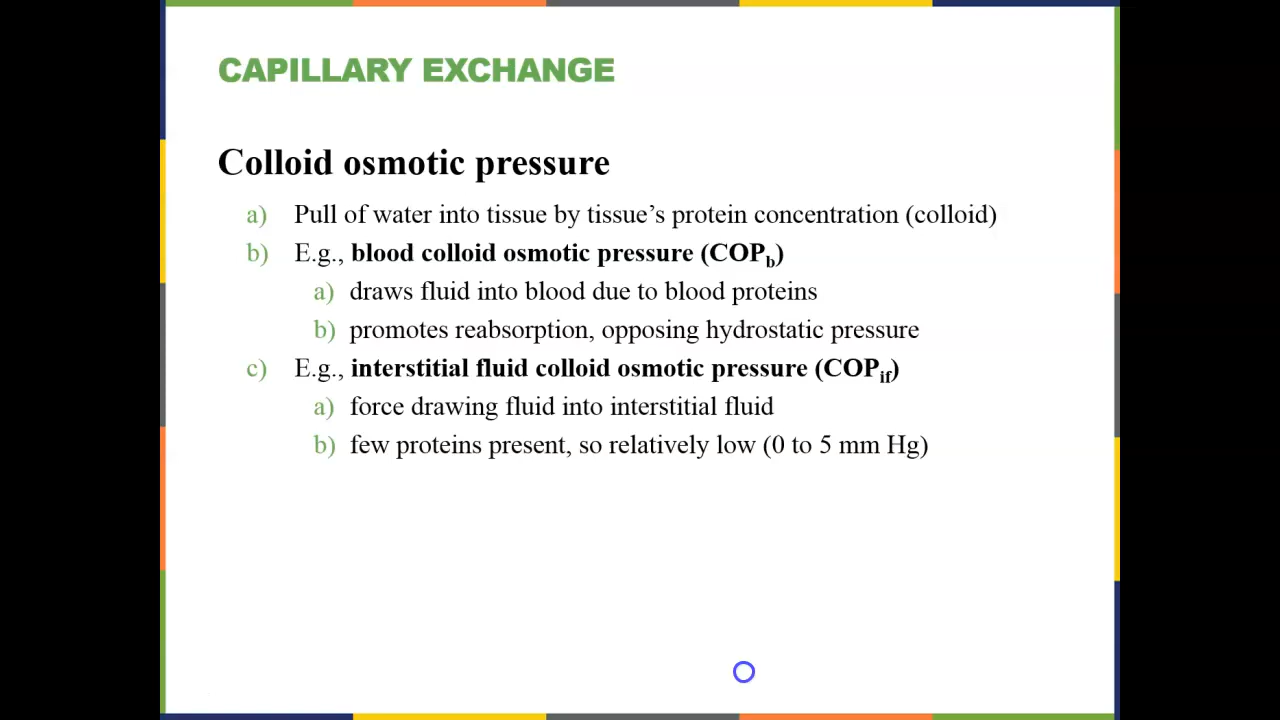 CAPILLARY EXCHANGE
Colloid osmotic pressure
a) Pull of water into tissue by tissue’s protein concentration (colloid)
b) E.g., blood colloid osmotic pressure (COPb)
a) draws fluid into blood due to blood proteins
b) promotes reabsorption, opposing hydrostatic pressure
c) E.g., interstitial fluid colloid osmotic pressure (COPif)
a) force drawing fluid into interstitial fluid
b) few proteins present, so relatively low (0 to 5 mm Hg)